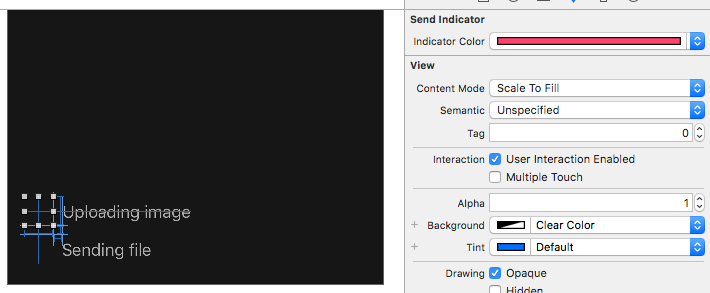 Uploading image
Sending file
Send Indicator
Indicator Color
View
Content Mode Scale To Fill
Semantic Unspecified
Tag 0
Interaction User Interaction Enabled
Multiple Touch
Alpha 1
+ Background Clear Color
+ Tint Default
Drawing Opaque
Hidden